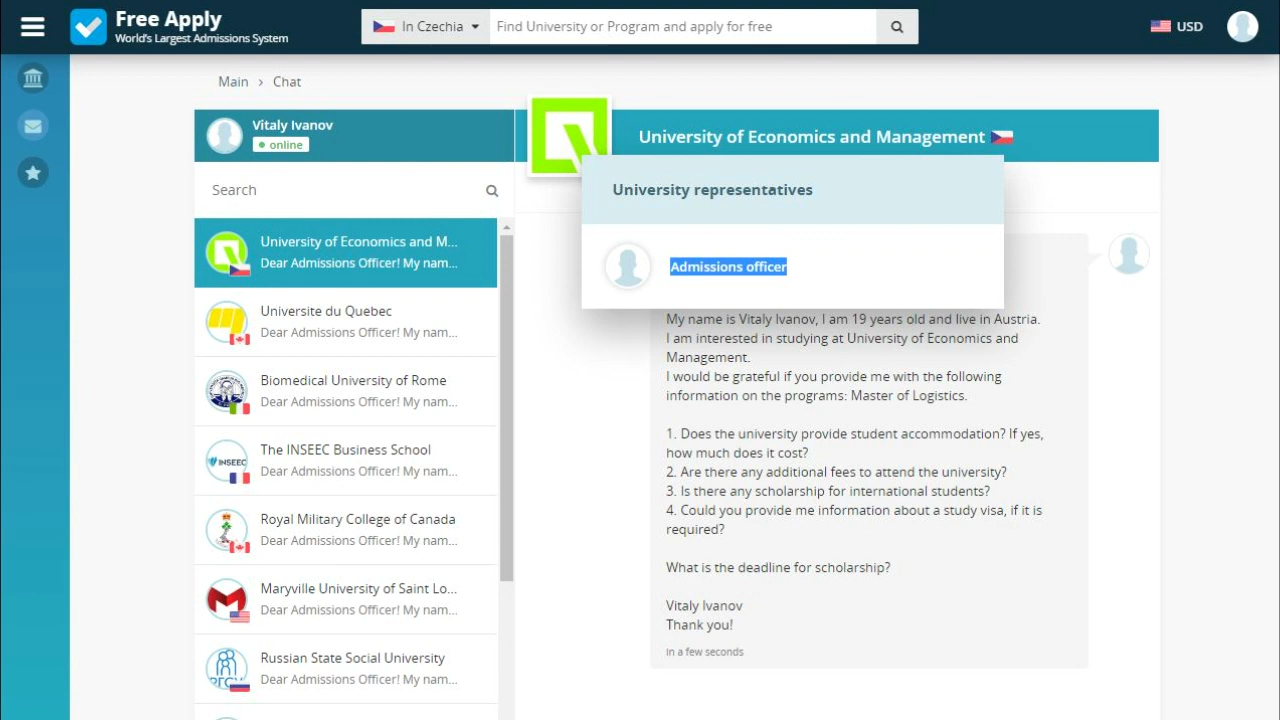 Free Apply
World's Largest Admissions System
In Czechia
Find University or Program and apply for free
USD
Main > Chat
Vitaly Ivanov
online
Search
University of Economics and M...
Dear Admissions Officer! My nam...
Universite du Quebec
Dear Admissions Officer! My nam...
Biomedical University of Rome
Dear Admissions Officer! My nam...
INSEEC
The INSEEC Business School
Dear Admissions Officer! My nam...
Royal Military College of Canada
Dear Admissions Officer! My nam...
Maryville University of Saint Lo...
Dear Admissions Officer! My nam...
Russian State Social University
Dear Admissions Officer! My nam...
University of Economics and Management
University representatives
Admissions officer
My name is Vitaly Ivanov, I am 19 years old and live in Austria.
I am interested in studying at University of Economics and
Management.
I would be grateful if you provide me with the following
information on the programs: Master of Logistics.
1. Does the university provide student accommodation? If yes,
how much does it cost?
2. Are there any additional fees to attend the university?
3. Is there any scholarship for international students?
4. Could you provide me information about a study visa, if it is
required?
What is the deadline for scholarship?
Vitaly Ivanov
Thank you!
In a few seconds